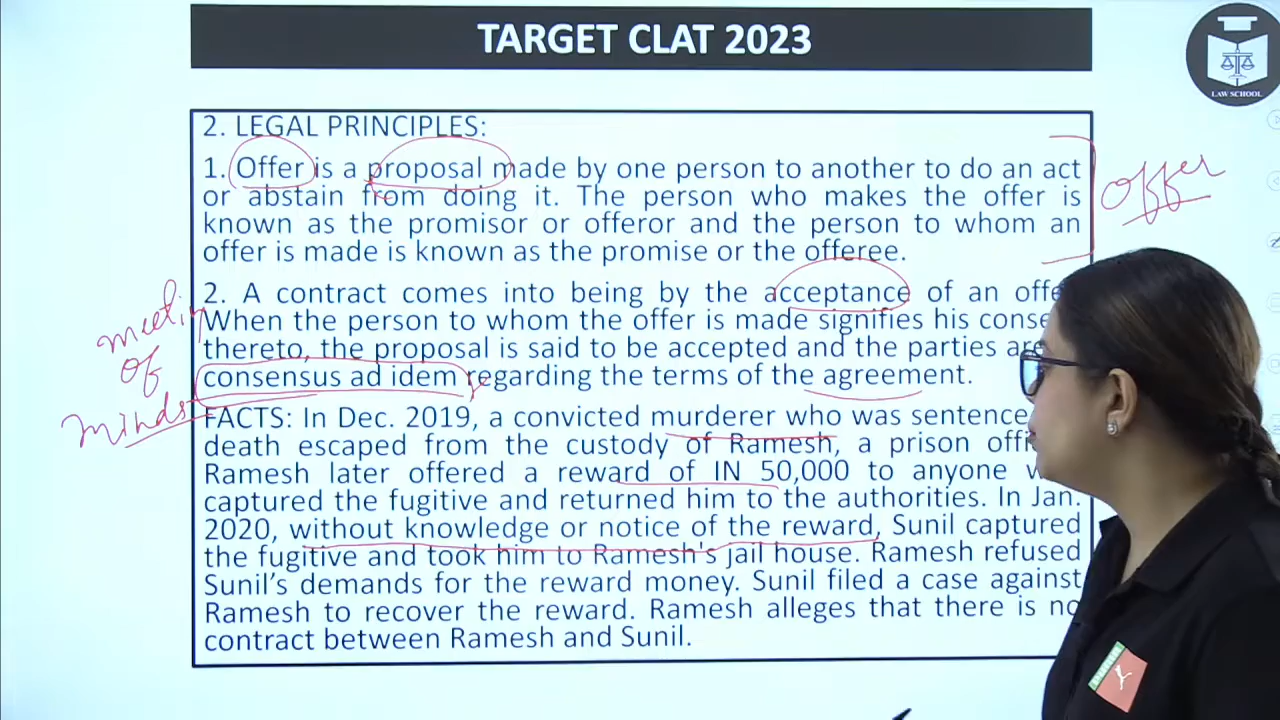 TARGET CLAT 2023
LAW SCHOOL
2. LEGAL PRINCIPLES:
1. Offer is a proposal made by one person to another to do an act
or abstain from doing it. The person who makes the offer is
known as the promisor or offeror and the person to whom an
offer is made is known as the promise or the offeree.
Offer
2. A contract comes into being by the acceptance of an offe
When the person to whom the offer is made signifies his conse
thereto, the proposal is said to be accepted and the parties are
consensus ad idem regarding the terms of the agreement.
meetin
of
minds
FACTS: In Dec. 2019, a convicted murderer who was sentence
death escaped from the custody of Ramesh, a prison offi
Ramesh later offered a reward of IN 50,000 to anyone w
captured the fugitive and returned him to the authorities. In Jan.
2020, without knowledge or notice of the reward, Sunil captured
the fugitive and took him to Ramesh's jail house. Ramesh refused
Sunil's demands for the reward money. Sunil filed a case against
Ramesh to recover the reward. Ramesh alleges that there is no
contract between Ramesh and Sunil.